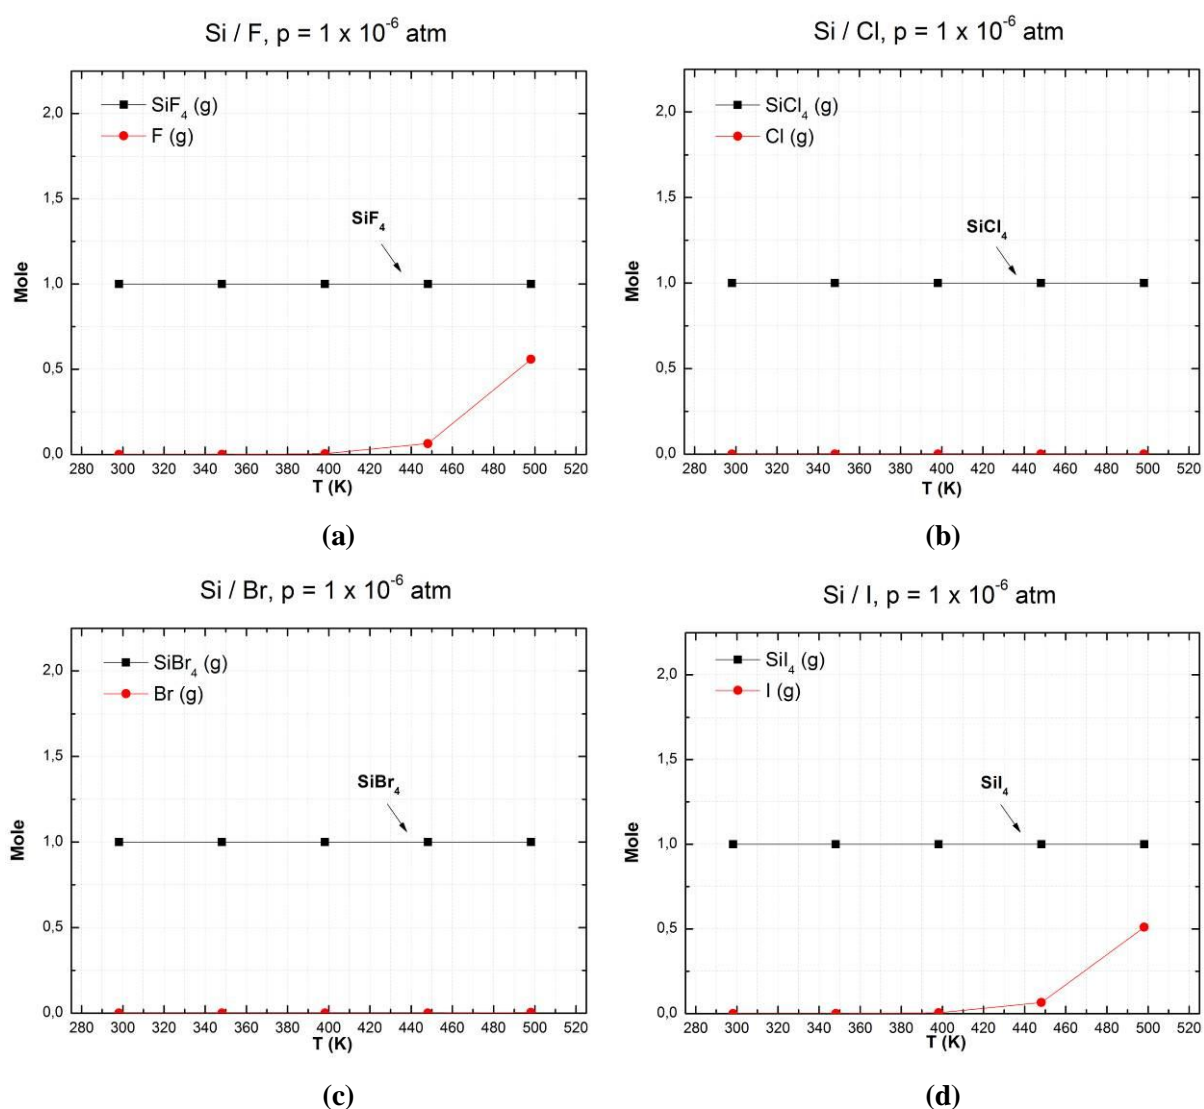 Si / F, p = 1 x 10⁻⁶ atm
SiF₄ (g)
F (g)
SiF₄
Mole
2,0
1,5
1,0
0,5
0,0
280 300 320 340 360 380 400 420 440 460 480 500 520
T (K)
(a)
Si / Cl, p = 1 x 10⁻⁶ atm
SiCl₄ (g)
Cl (g)
SiCl₄
Mole
2,0
1,5
1,0
0,5
0,0
280 300 320 340 360 380 400 420 440 460 480 500 520
T (K)
(b)
Si / Br, p = 1 x 10⁻⁶ atm
SiBr₄ (g)
Br (g)
SiBr₄
Mole
2,0
1,5
1,0
0,5
0,0
280 300 320 340 360 380 400 420 440 460 480 500 520
T (K)
(c)
Si / I, p = 1 x 10⁻⁶ atm
SiI₄ (g)
I (g)
SiI₄
Mole
2,0
1,5
1,0
0,5
0,0
280 300 320 340 360 380 400 420 440 460 480 500 520
T (K)
(d)